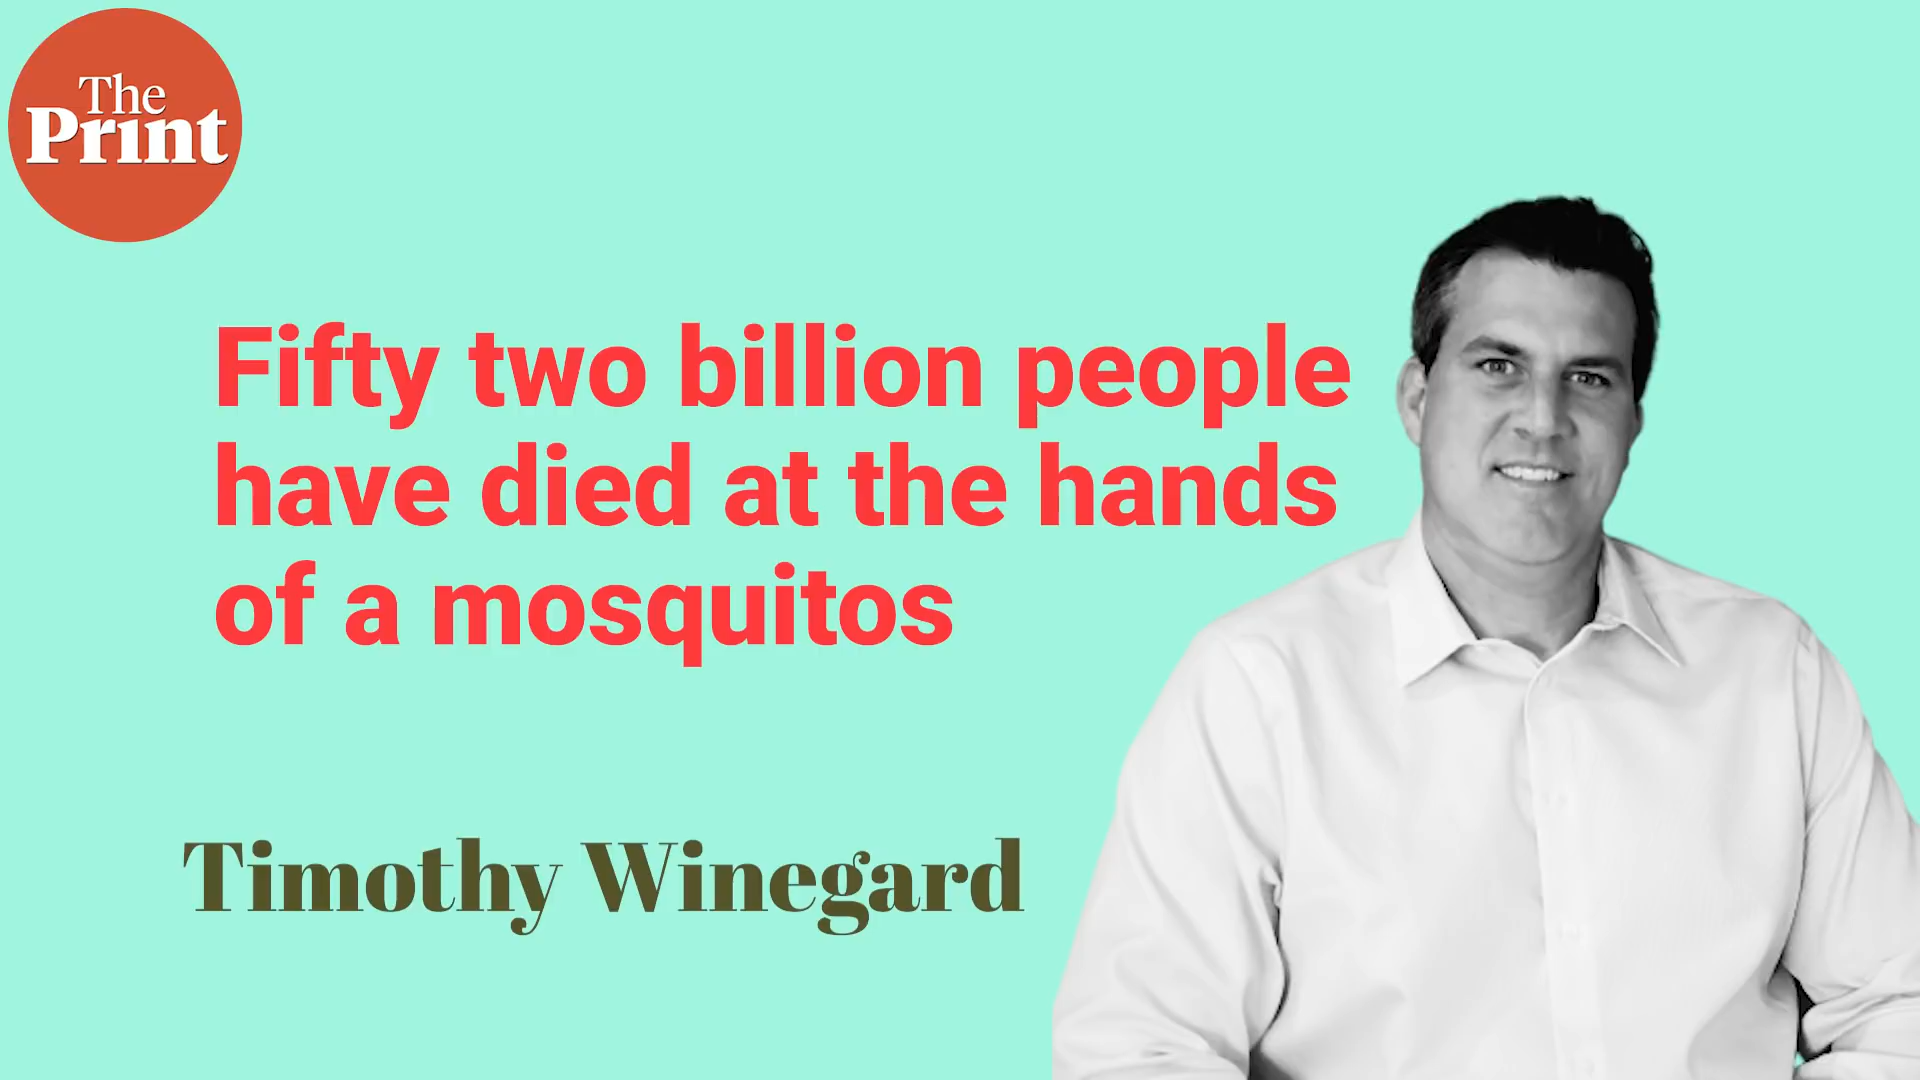 The
Print
Fifty two billion people
have died at the hands
of a mosquitos
Timothy Winegard